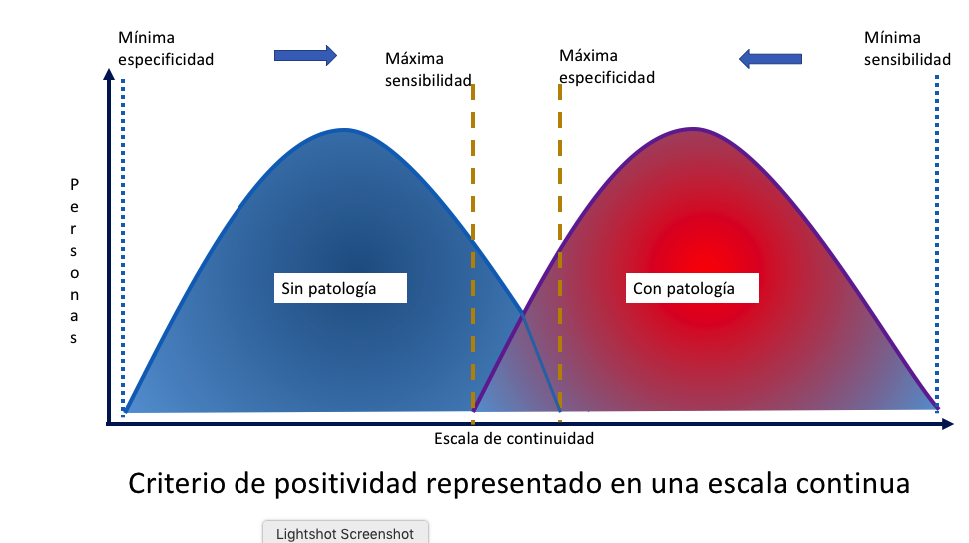 Mínima
especificidad
Máxima
sensibilidad
Máxima
especificidad
Mínima
sensibilidad
Personas
Sin patología
Con patología
Escala de continuidad
Criterio de positividad representado en una escala continua
Lightshot Screenshot